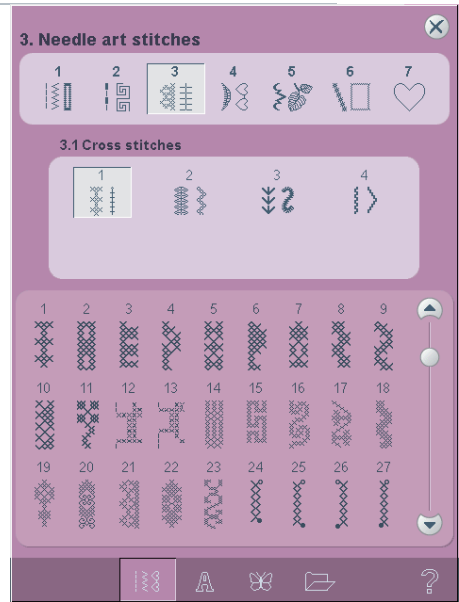 3. Needle art stitches
1 2 3 4 5 6 7
3.1 Cross stitches
1 2 3 4
1 2 3 4 5 6 7 8 9
10 11 12 13 14 15 16 17 18
19 20 21 22 23 24 25 26 27
A ?